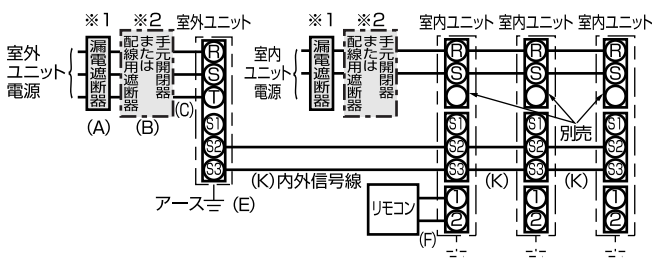 ※1
※2
室外ユニット
※1
※2
室内ユニット
室内ユニット
室内ユニット
室外
ユニット
電源
漏電遮断器
配線用遮断器
または
手元開閉器
R
S
T
S1
S2
S3
(A)
(B)
(C)
アース
(E)
室内
ユニット
電源
漏電遮断器
配線用遮断器
または
手元開閉器
R
S
S1
S2
S3
1
2
R
S
S1
S2
S3
1
2
R
S
S1
S2
S3
1
2
別売
(K)内外信号線
(K)
(K)
リモコン
(F)